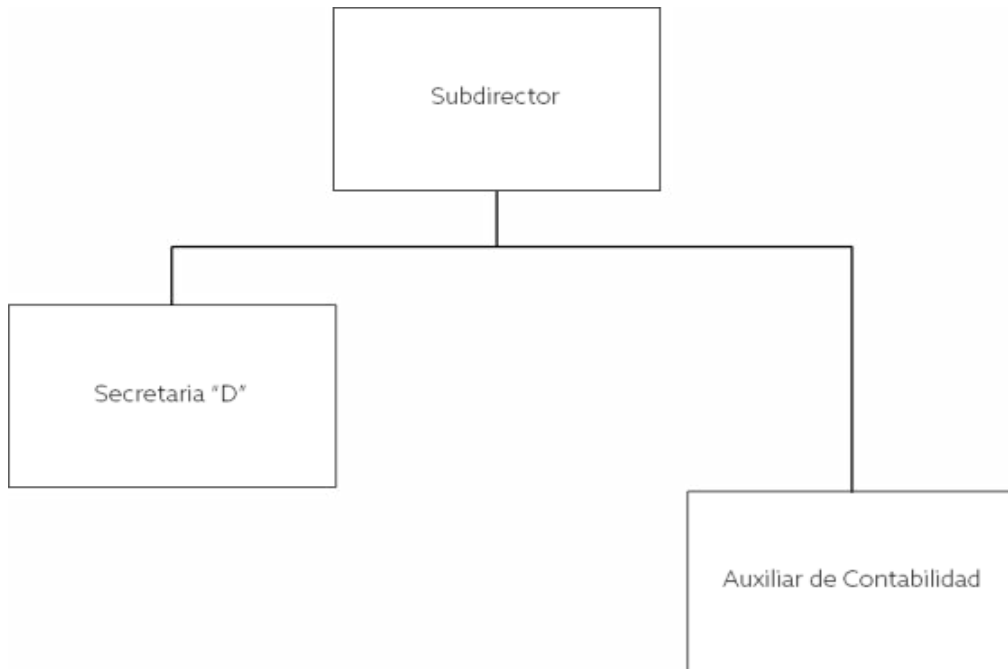 Subdirector
Secretaria “D”
Auxiliar de Contabilidad